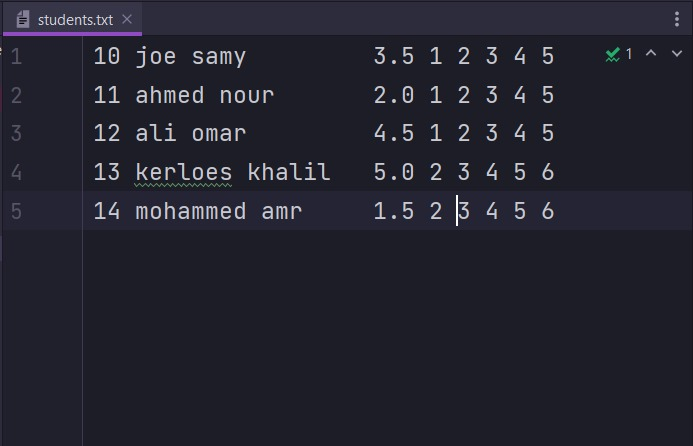 students.txt
1 10 joe samy 3.5 1 2 3 4 5 1
2 11 ahmed nour 2.0 1 2 3 4 5
3 12 ali omar 4.5 1 2 3 4 5
4 13 kerloes khalil 5.0 2 3 4 5 6
5 14 mohammed amr 1.5 2 3 4 5 6